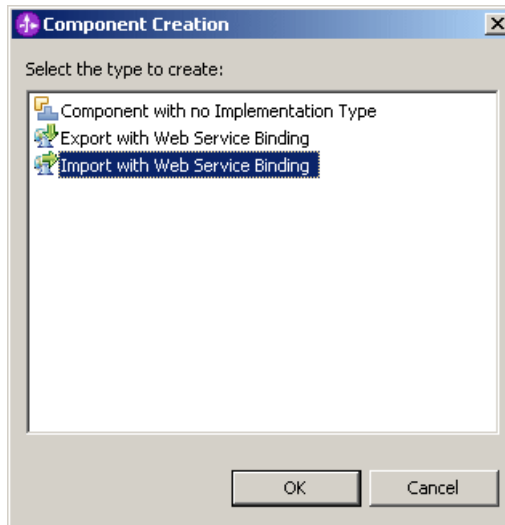 Component Creation
Select the type to create:
Component with no Implementation Type
Export with Web Service Binding
Import with Web Service Binding
OK
Cancel